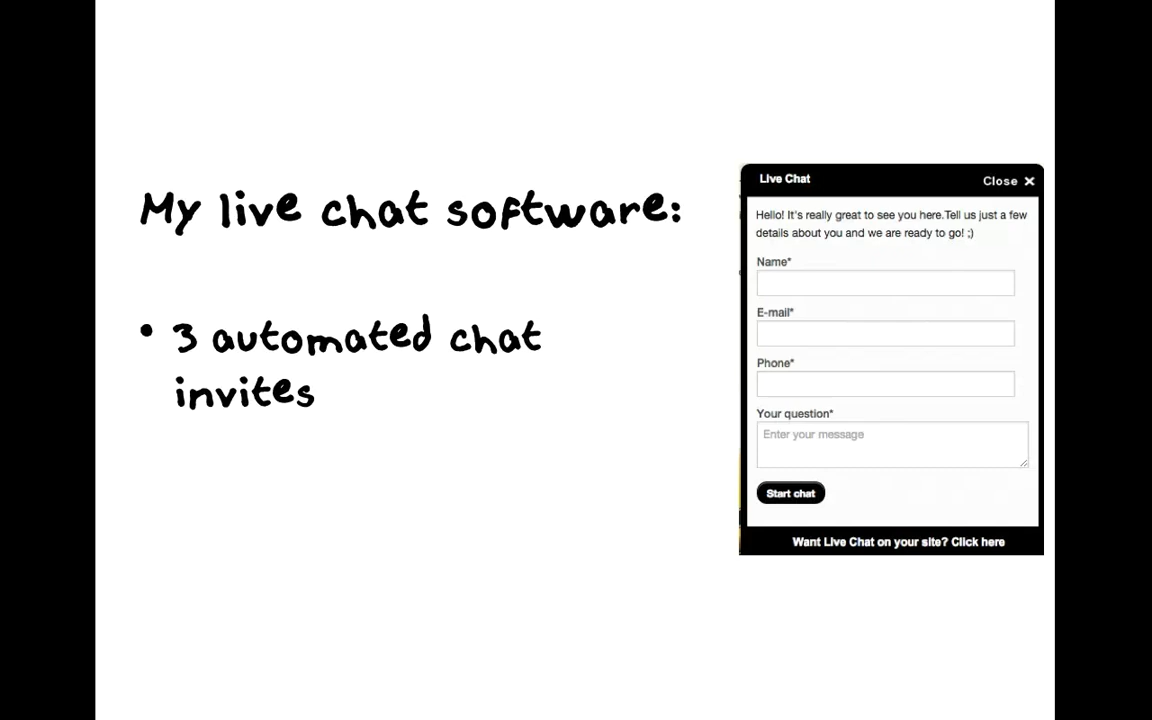 My live chat software:
• 3 automated chat
invites
Live Chat
Close ✕
Hello! It's really great to see you here.Tell us just a few
details about you and we are ready to go! ;)
Name*
E-mail*
Phone*
Your question*
Enter your message
Start chat
Want Live Chat on your site? Click here